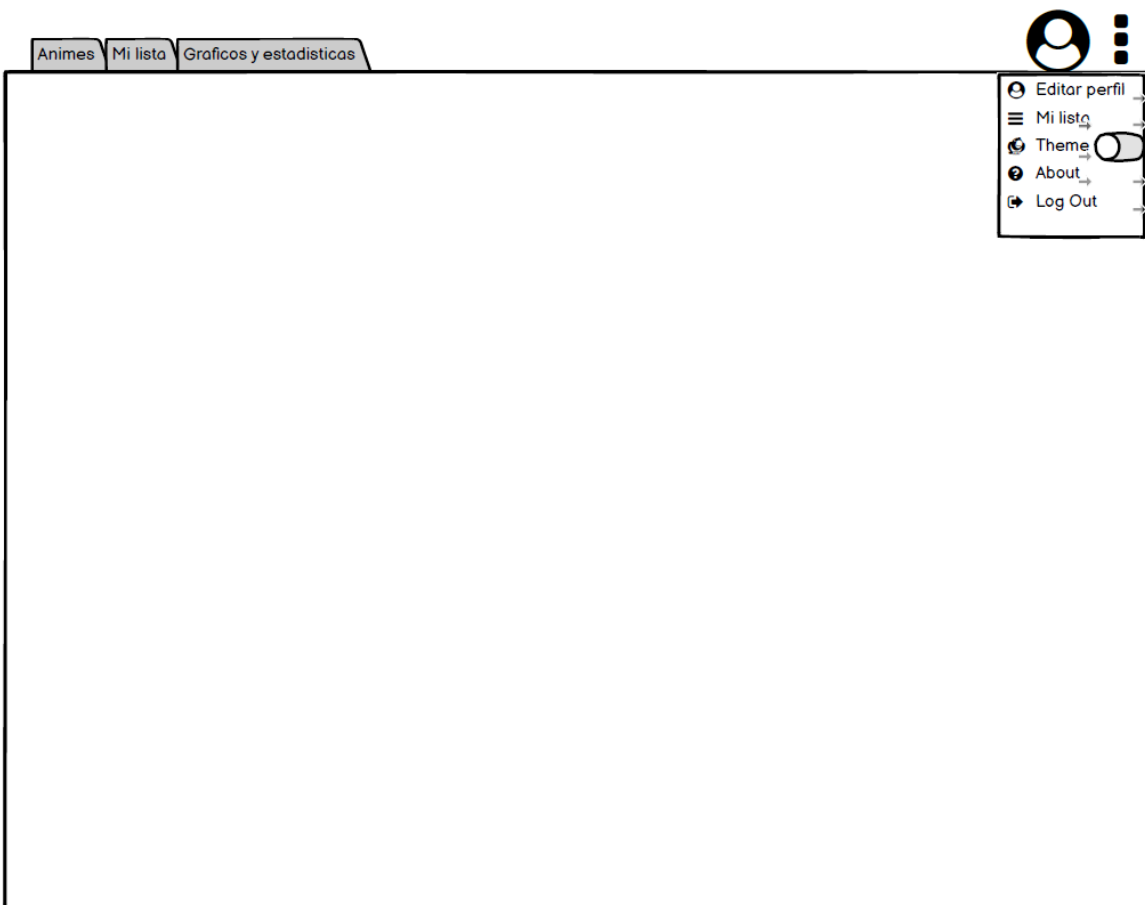 Animes Mi lista Graficos y estadisticas
Editar perfil
Mi lista
Theme
About
Log Out